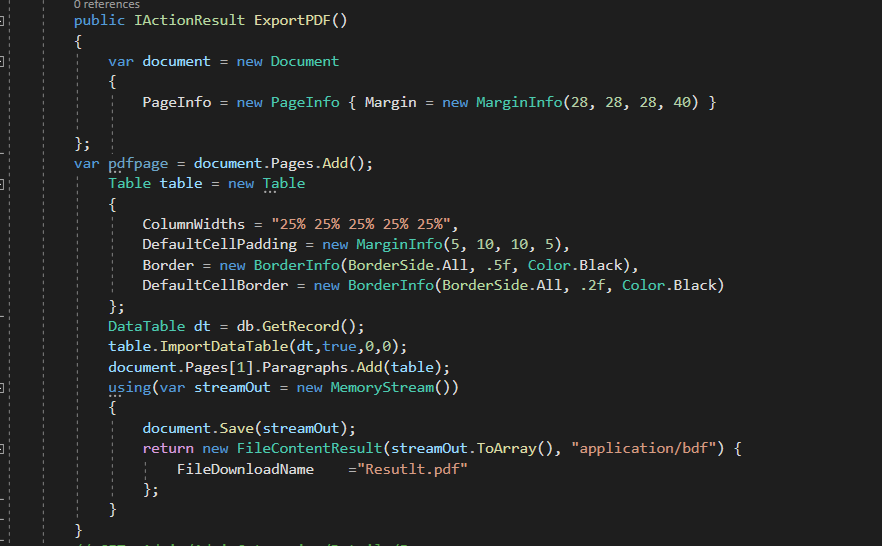 0 references
public IActionResult ExportPDF()
{
var document = new Document
{
PageInfo = new PageInfo { Margin = new MarginInfo(28, 28, 28, 40) }
};
var pdfpage = document.Pages.Add();
Table table = new Table
{
ColumnWidths = "25% 25% 25% 25% 25%",
DefaultCellPadding = new MarginInfo(5, 10, 10, 5),
Border = new BorderInfo(BorderSide.All, .5f, Color.Black),
DefaultCellBorder = new BorderInfo(BorderSide.All, .2f, Color.Black)
};
DataTable dt = db.GetRecord();
table.ImportDataTable(dt,true,0,0);
document.Pages[1].Paragraphs.Add(table);
using(var streamOut = new MemoryStream())
{
document.Save(streamOut);
return new FileContentResult(streamOut.ToArray(), "application/bdf") {
FileDownloadName    ="Resutlt.pdf"
};
}
}